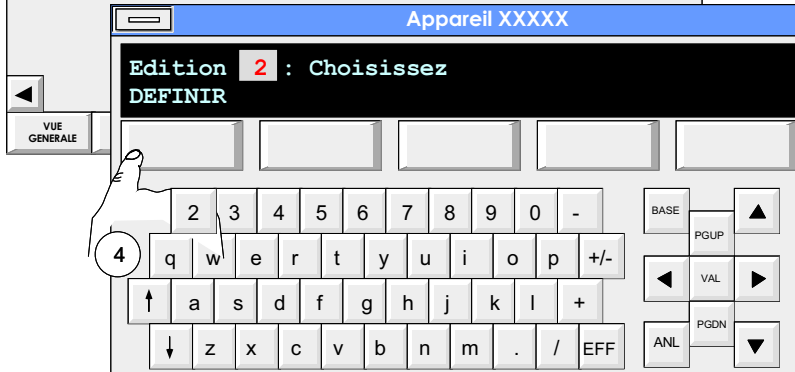 Appareil XXXXX
Edition 2 : Choisissez
DEFINIR
VUE
GENERALE
2 3 4 5 6 7 8 9 0 -
BASE
PGUP
4
q w e r t y u i o p +/-
VAL
a s d f g h j k l +
PGDN
z x c v b n m . / EFF
ANL